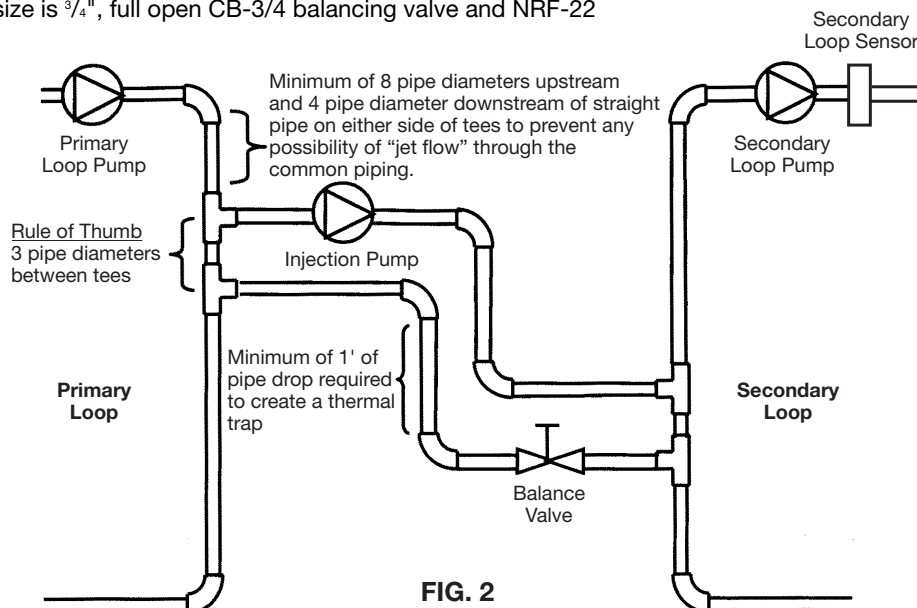 size is ³/₄", full open CB-3/4 balancing valve and NRF-22
Secondary
Loop Sensor
Minimum of 8 pipe diameters upstream
and 4 pipe diameter downstream of straight
pipe on either side of tees to prevent any
possibility of “jet flow” through the
common piping.
Primary
Loop Pump
Secondary
Loop Pump
Rule of Thumb
3 pipe diameters
between tees
Injection Pump
Minimum of 1' of
pipe drop required
to create a thermal
trap
Primary
Loop
Secondary
Loop
Balance
Valve
FIG. 2